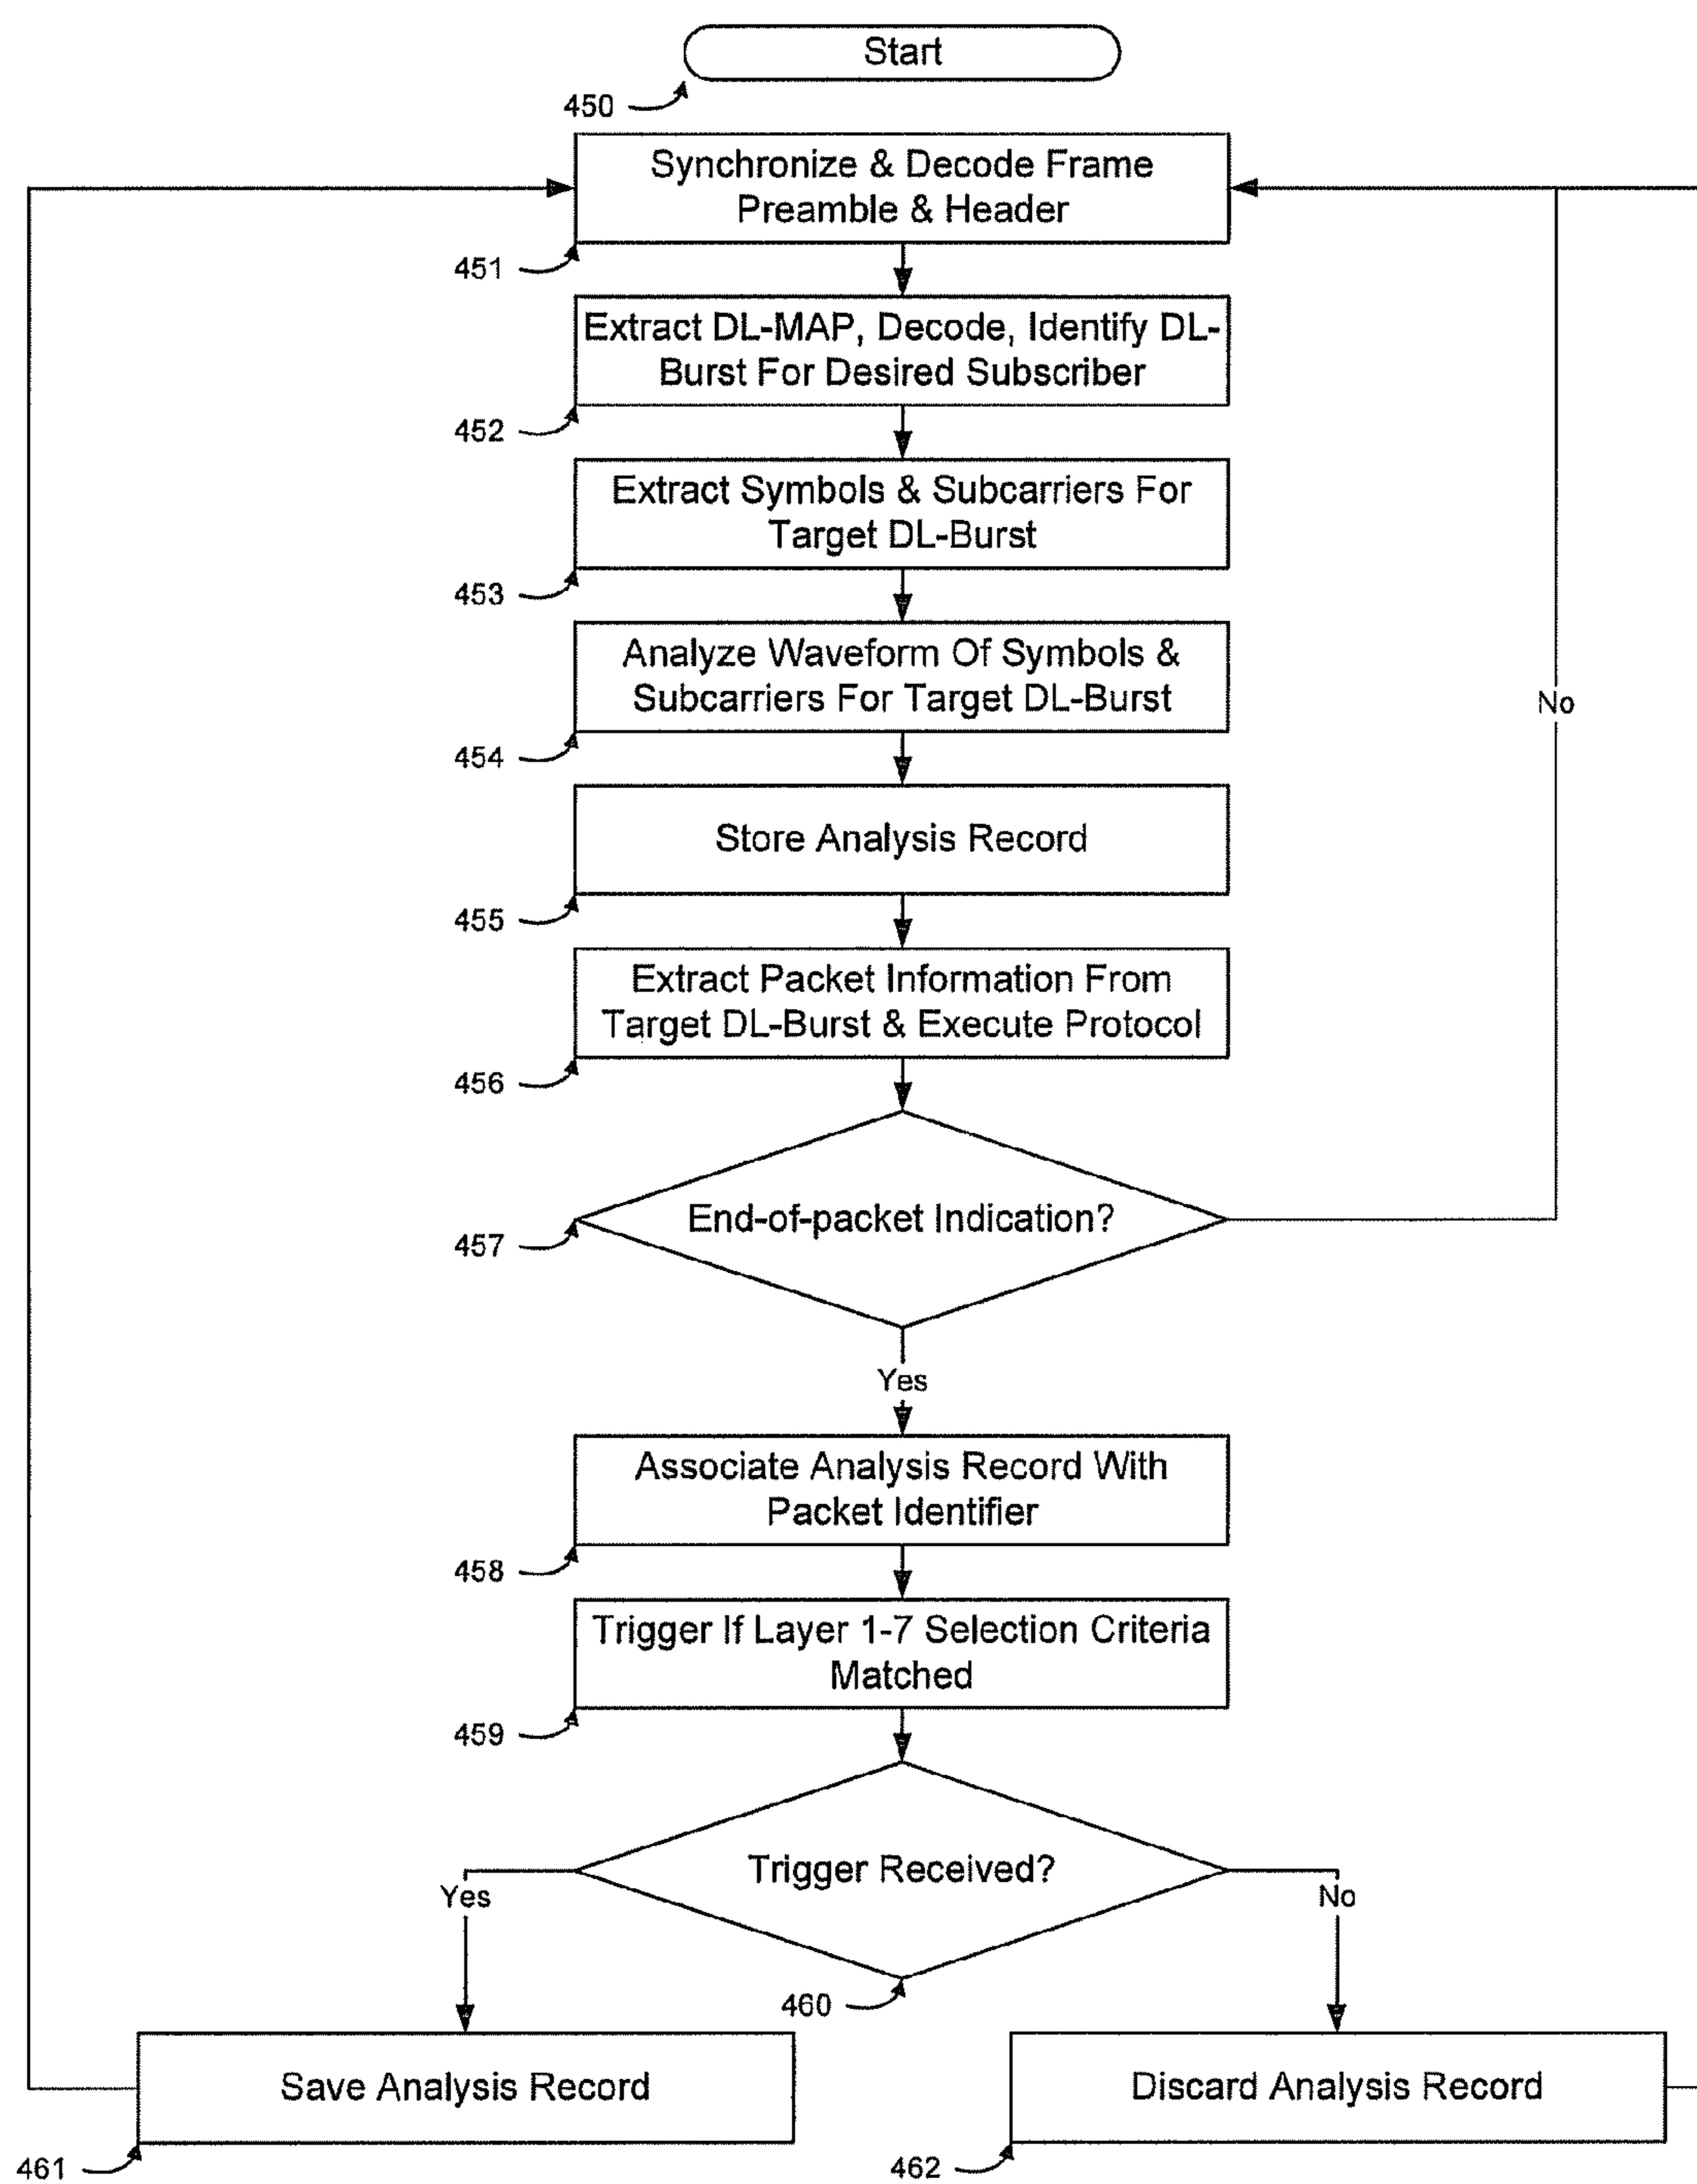 Start
450
Synchronize & Decode Frame
Preamble & Header
451
Extract DL-MAP, Decode, Identify DL-
Burst For Desired Subscriber
452
Extract Symbols & Subcarriers For
Target DL-Burst
453
Analyze Waveform Of Symbols &
Subcarriers For Target DL-Burst
No
454
Store Analysis Record
455
Extract Packet Information From
Target DL-Burst & Execute Protocol
456
End-of-packet Indication?
457
Yes
Associate Analysis Record With
Packet Identifier
458
Trigger If Layer 1-7 Selection Criteria
Matched
459
Trigger Received?
Yes
No
460
Save Analysis Record
Discard Analysis Record
461
462